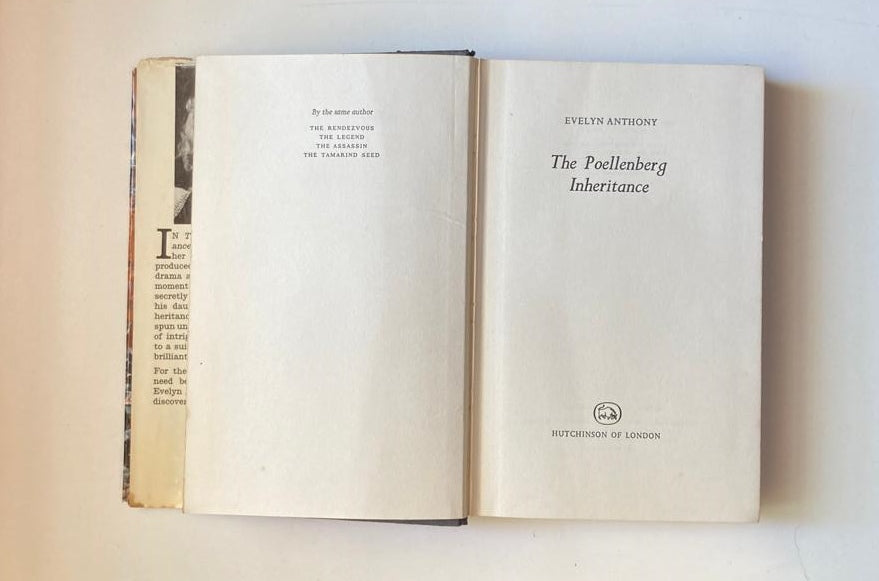 IN T
ance
her
produced
drama a
moment
secretly
his dau
heritanc
spun un
of intrig
to a sui
brilliant
For the
need be
Evelyn
discover
By the same author
THE RENDEZVOUS
THE LEGEND
THE ASSASSIN
THE TAMARIND SEED
EVELYN ANTHONY
The Poellenberg
Inheritance
HUTCHINSON OF LONDON